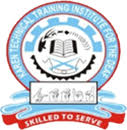 KAREN TECHNICAL TRAINING INSTITUTE FOR THE DEAF
SKILLED TO SERVE